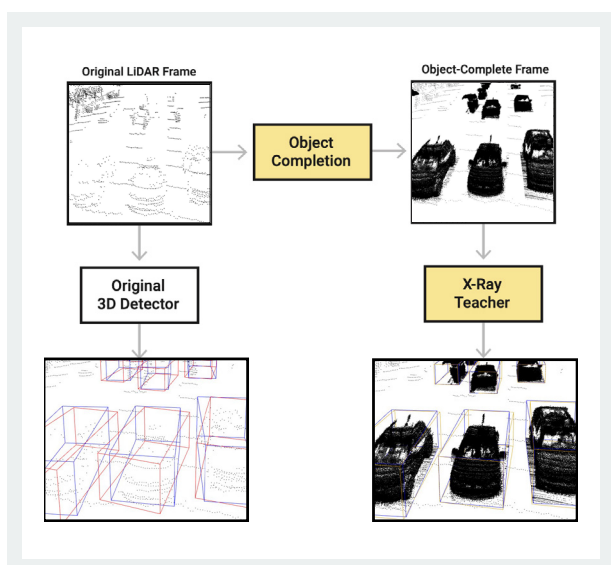 Original LiDAR Frame
Object-Complete Frame
Object
Completion
Original
3D Detector
X-Ray
Teacher